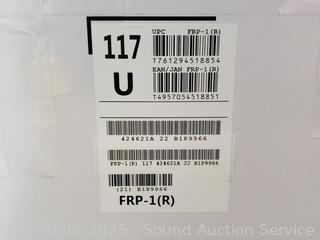 117
U
UPC FRP-1(R)
T761294518854
EAN/JAN FRP-1(R)
T4957054518851
424621A 22 B1P9966
FRP-1(R) 117 424621A 22 B1P9966
(21) B1P9966
FRP-1(R)
Copyright 2025 - Sound Auction Service